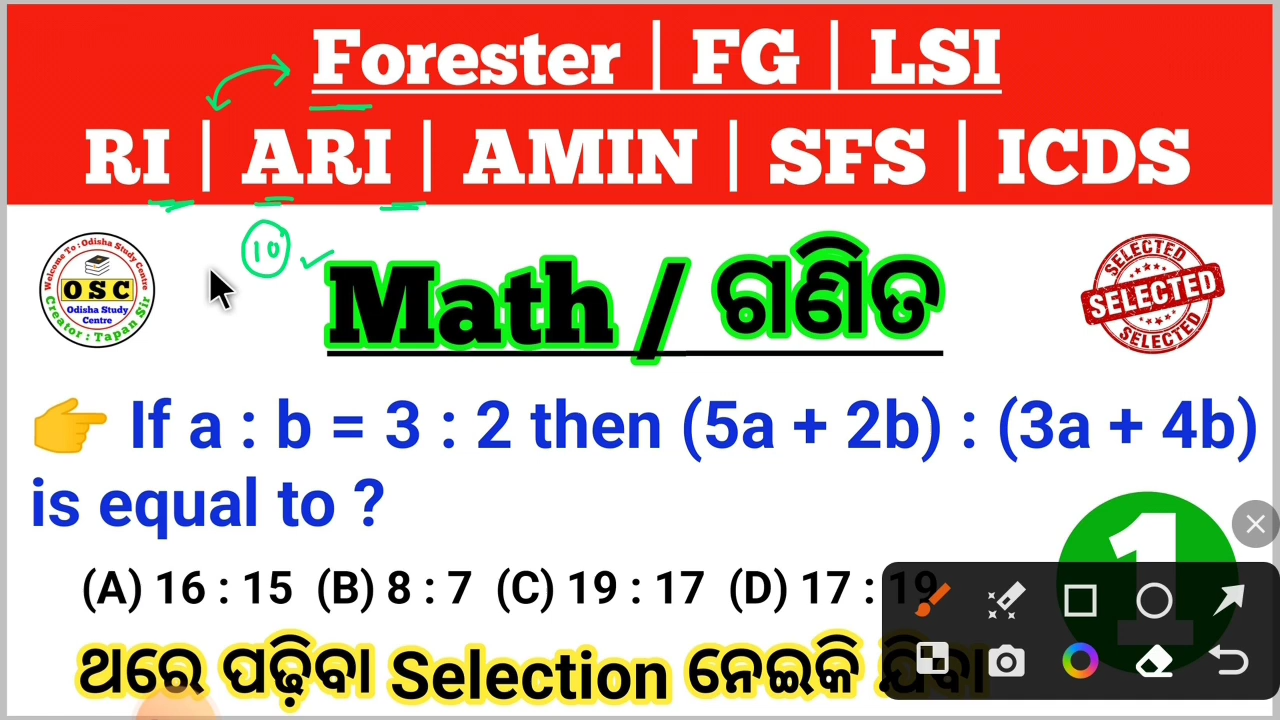 Forester | FG | LSI
RI | ARI | AMIN | SFS | ICDS
10
Welcome To : Odisha Study Centre
OSC
Odisha Study
Centre
Creator : Tapan Sir
Math / ଗଣିତ
SELECTED
SELECTED
SELECTED
👉 If a : b = 3 : 2 then (5a + 2b) : (3a + 4b)
is equal to ?
1
(A) 16 : 15 (B) 8 : 7 (C) 19 : 17 (D) 17 : 19
ଥରେ ପଢ଼ିବା Selection ନେଇକି ଯିବା